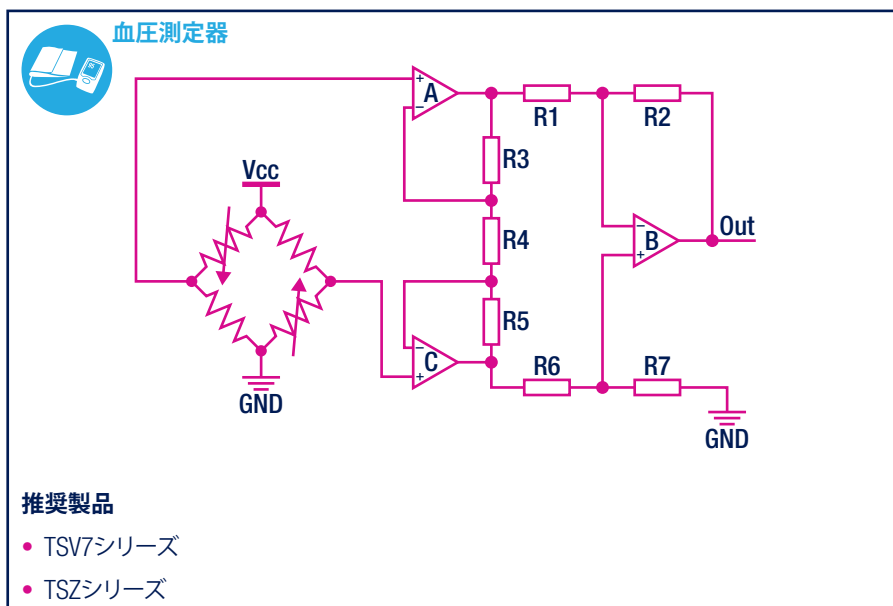 血圧測定器
+
A
−
R1
R2
R3
Vcc
R4
−
B
+
Out
R5
−
C
+
R6
R7
GND
GND
推奨製品
• TSV7シリーズ
• TSZシリーズ